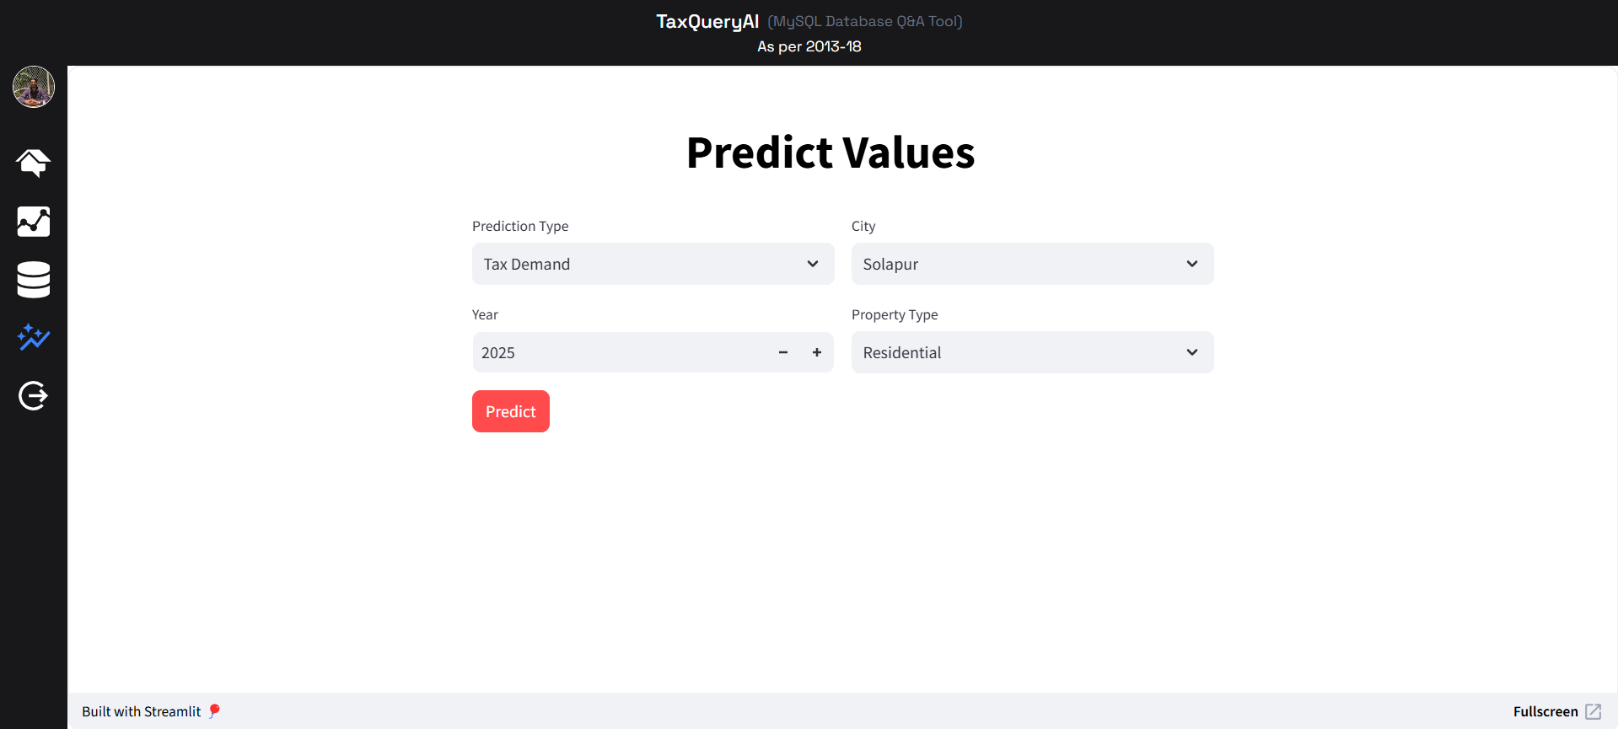 TaxQueryAI (MySQL Database Q&A Tool)
As per 2013-18
Predict Values
Prediction Type
City
Tax Demand
Solapur
Year
Property Type
2025 − +
Residential
Predict
Built with Streamlit 🎈
Fullscreen